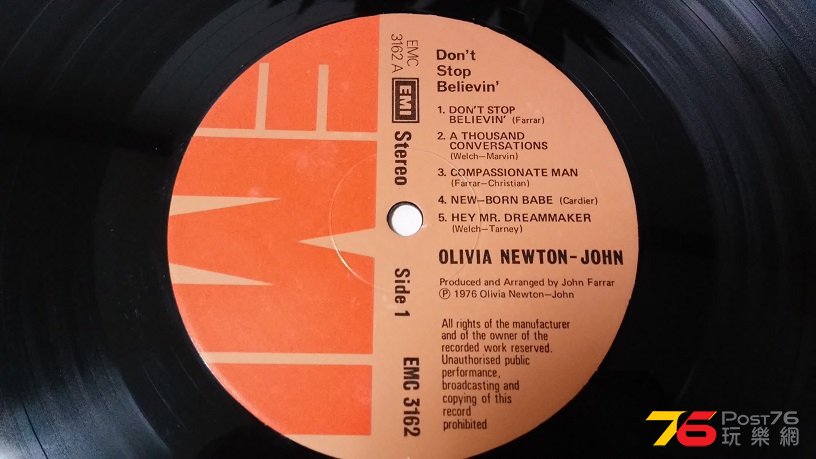 EMC
3162 A
EMI
Stereo
Side 1
EMC 3162
Don't
Stop
Believin'
1. DON'T STOP
BELIEVIN' (Farrar)
2. A THOUSAND
CONVERSATIONS
(Welch—Marvin)
3. COMPASSIONATE MAN
(Farrar—Christian)
4. NEW—BORN BABE (Cardier)
5. HEY MR. DREAMMAKER
(Welch—Tarney)
OLIVIA NEWTON-JOHN
Produced and Arranged by John Farrar
Ⓟ 1976 Olivia Newton—John
All rights of the manufacturer
and of the owner of the
recorded work reserved.
Unauthorised public
performance,
broadcasting and
copying of this
record
prohibited
EMI
76 Post76
玩樂網